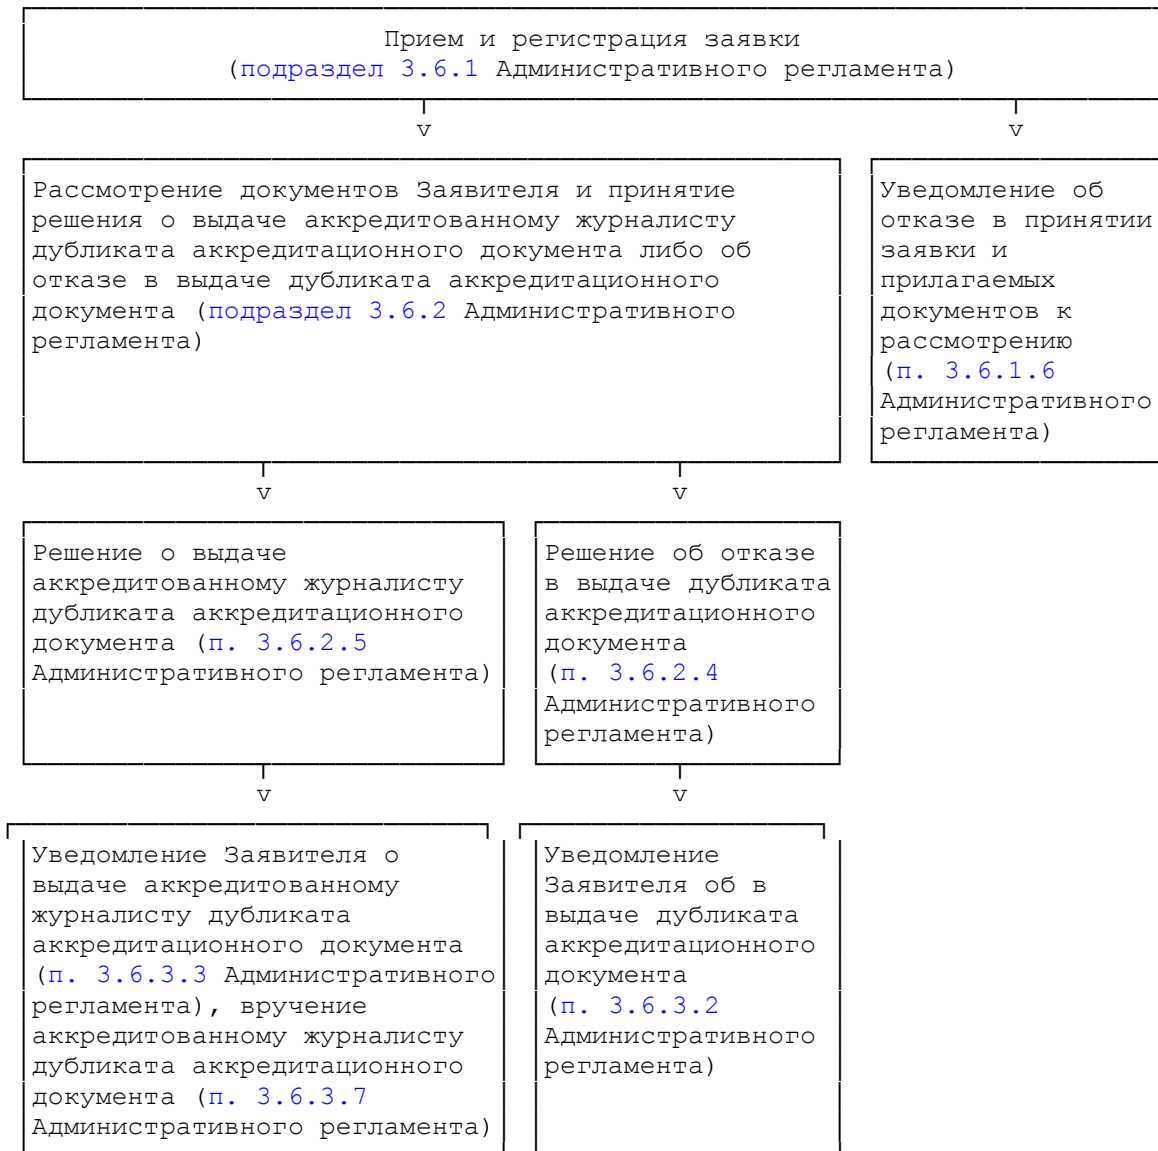 Прием и регистрация заявки
(подраздел 3.6.1 Административного регламента)
v
v
Рассмотрение документов Заявителя и принятие
решения о выдаче аккредитованному журналисту
дубликата аккредитационного документа либо об
отказе в выдаче дубликата аккредитационного
документа (подраздел 3.6.2 Административного
регламента)
Уведомление об
отказе в принятии
заявки и
прилагаемых
документов к
рассмотрению
(п. 3.6.1.6
Административного
регламента)
v
v
Решение о выдаче
аккредитованному журналисту
дубликата аккредитационного
документа (п. 3.6.2.5
Административного регламента)
Решение об отказе
в выдаче дубликата
аккредитационного
документа
(п. 3.6.2.4
Административного
регламента)
v
v
Уведомление Заявителя о
выдаче аккредитованному
журналисту дубликата
аккредитационного документа
(п. 3.6.3.3 Административного
регламента), вручение
аккредитованному журналисту
дубликата аккредитационного
документа (п. 3.6.3.7
Административного регламента)
Уведомление
Заявителя об в
выдаче дубликата
аккредитационного
документа
(п. 3.6.3.2
Административного
регламента)